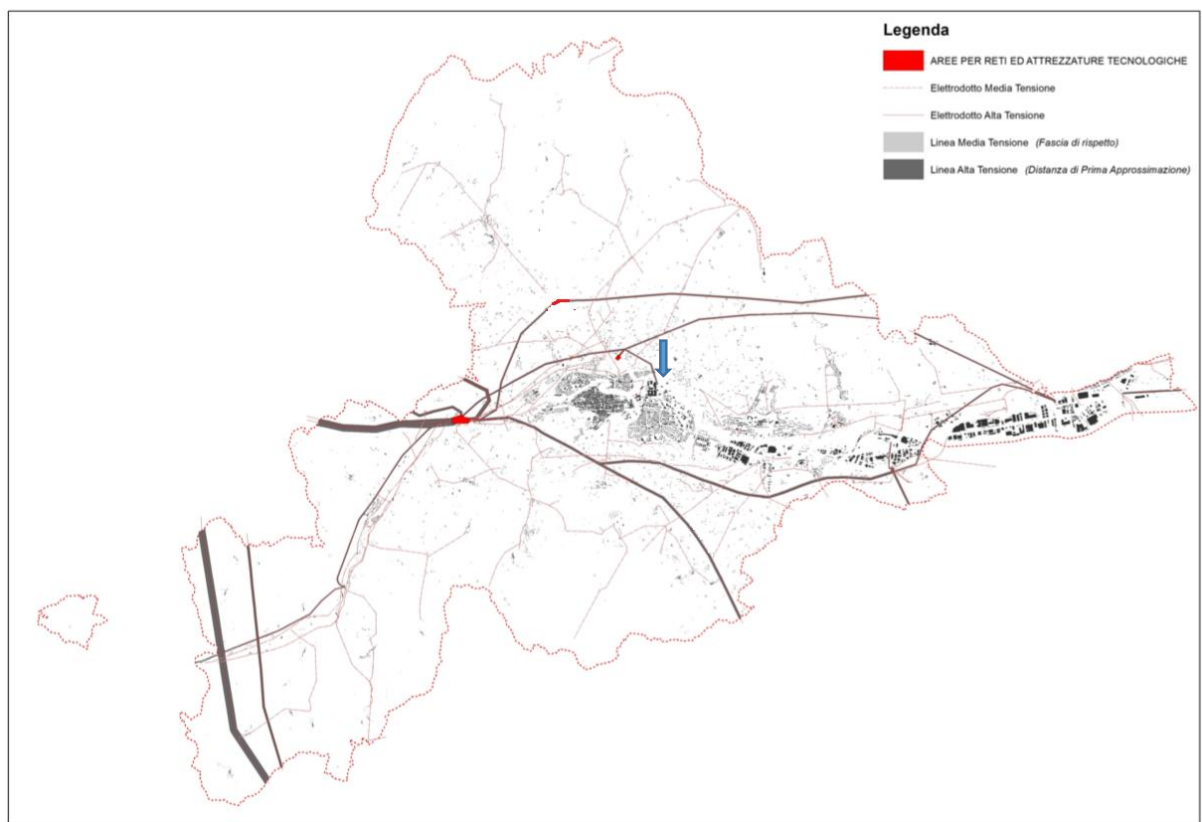 Legenda
AREE PER RETI ED ATTREZZATURE TECNOLOGICHE
Elettrodotto Media Tensione
Elettrodotto Alta Tensione
Linea Media Tensione (Fascia di rispetto)
Linea Alta Tensione (Distanza di Prima Approssimazione)